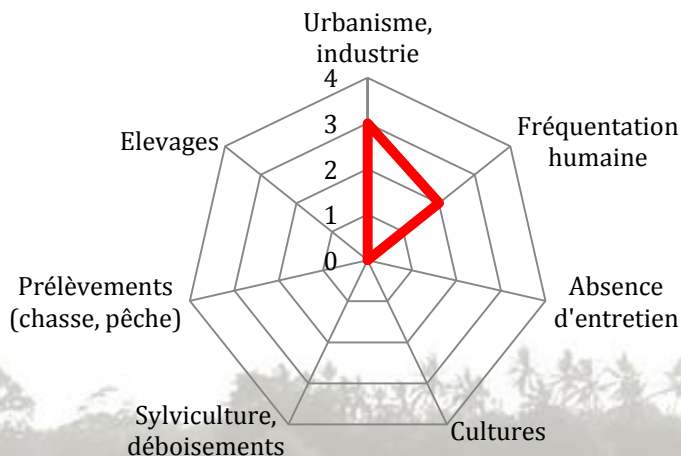 Urbanisme,
industrie
4
3
2
1
0
Fréquentation
humaine
Absence
d'entretien
Cultures
Sylviculture,
déboisements
Prélèvements
(chasse, pêche)
Elevages